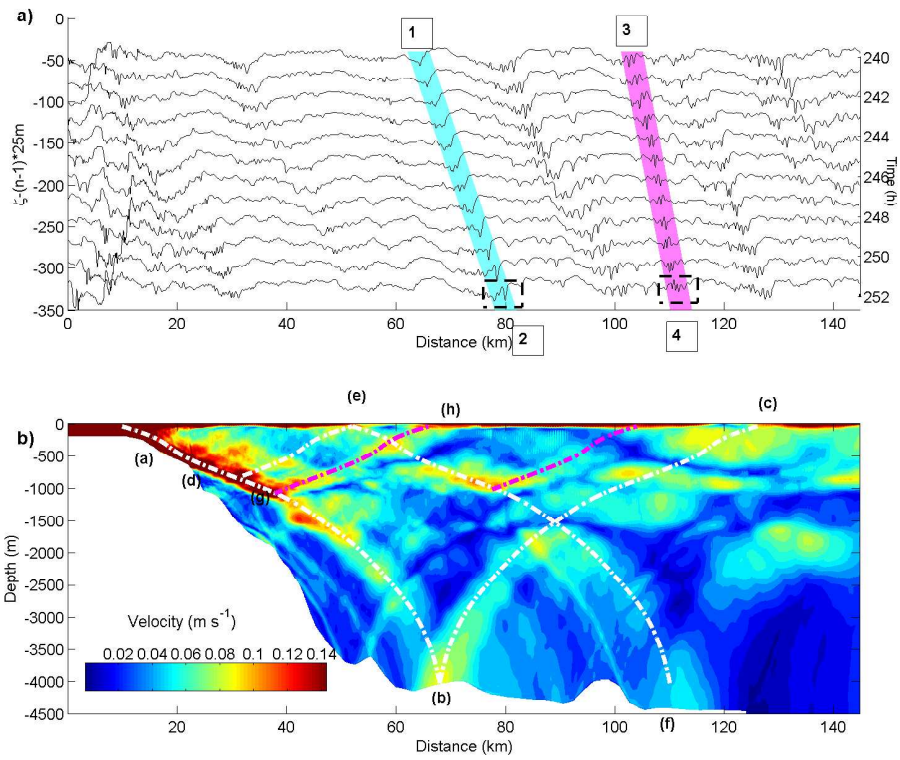 a)
1
3
0
-50
-100
-150
-200
-250
-300
-350
ζ-(n-1)*25m
240
242
244
246
248
250
252
Time (h)
0 20 40 60 80 100 120 140
Distance (km)
2
4
(e)
(h)
(c)
b)
(a)
(d)
(g)
0
-500
-1000
-1500
-2000
-2500
-3000
-3500
-4000
-4500
Depth (m)
Velocity (m s⁻¹)
0.02 0.04 0.06 0.08 0.1 0.12 0.14
(b)
(f)
20 40 60 80 100 120 140
Distance (km)